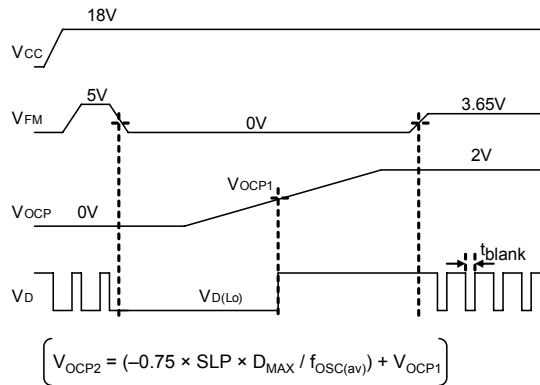 18V
VCC
5V
3.65V
VFM
0V
2V
VOCP1
VOCP
0V
tblank
VD
VD(Lo)
VOCP2 = (–0.75 × SLP × DMAX / fOSC(av)) + VOCP1